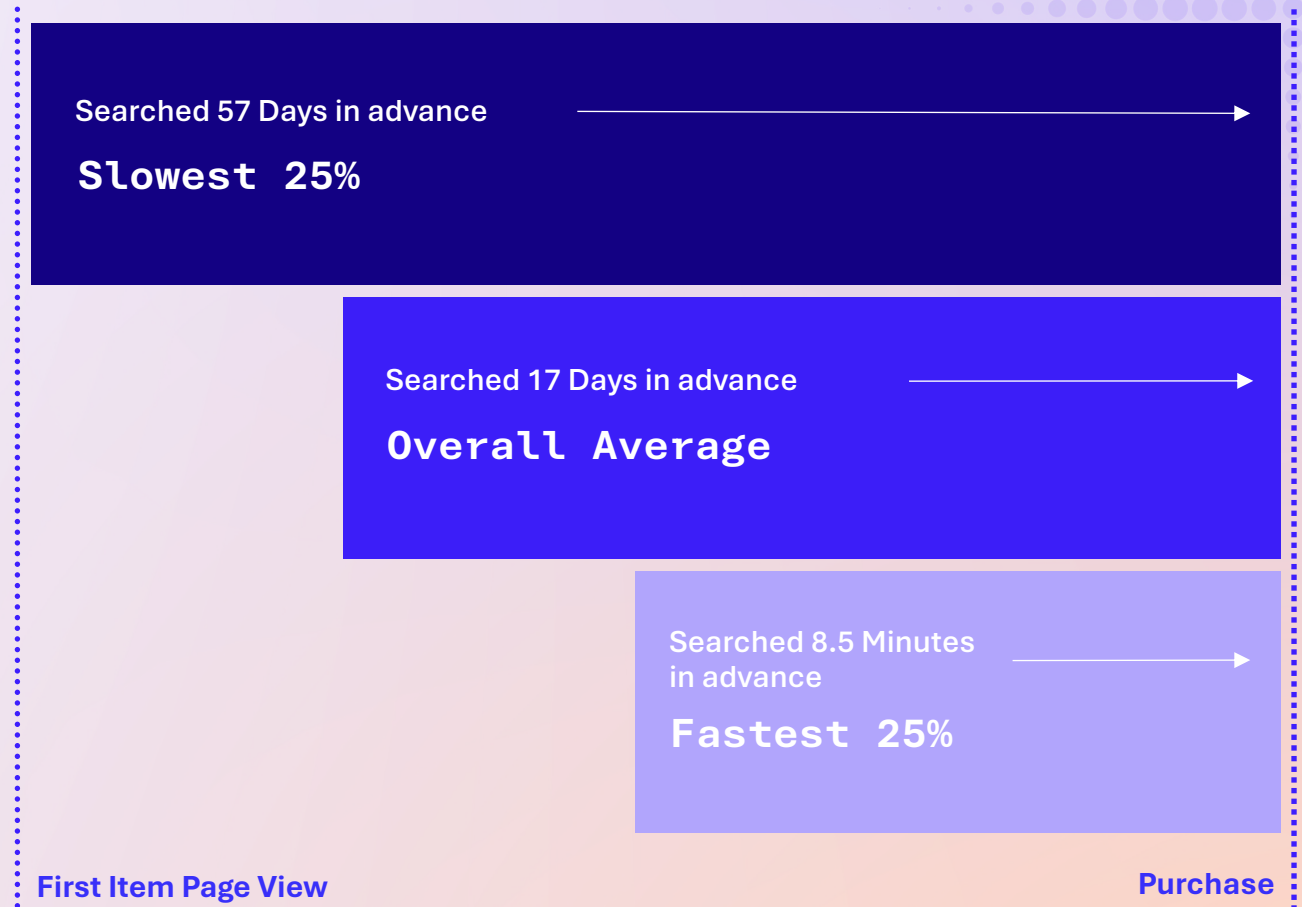 Searched 57 Days in advance
Slowest 25%
Searched 17 Days in advance
Overall Average
Searched 8.5 Minutes
in advance
Fastest 25%
First Item Page View
Purchase